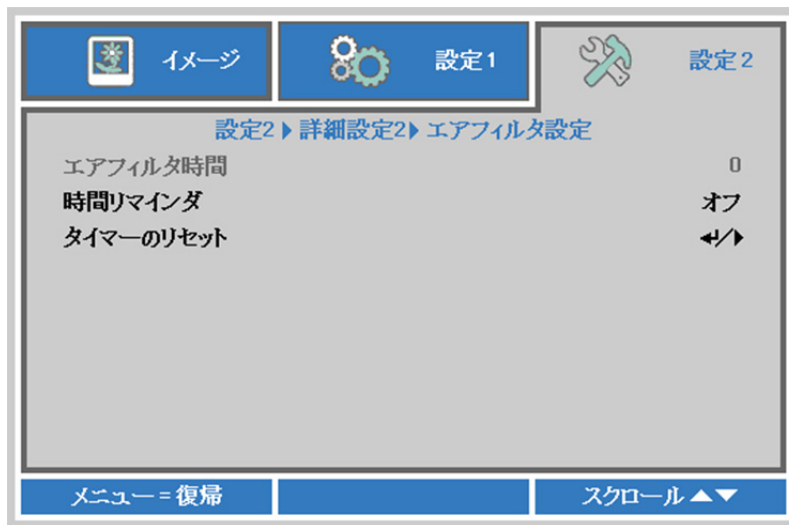 イメージ
設定1
設定2
設定2▶詳細設定2▶エアフィルタ設定
エアフィルタ時間 0
時間リマインダ オフ
タイマーのリセット ↵/▶
メニュー=復帰
スクロール▲▼